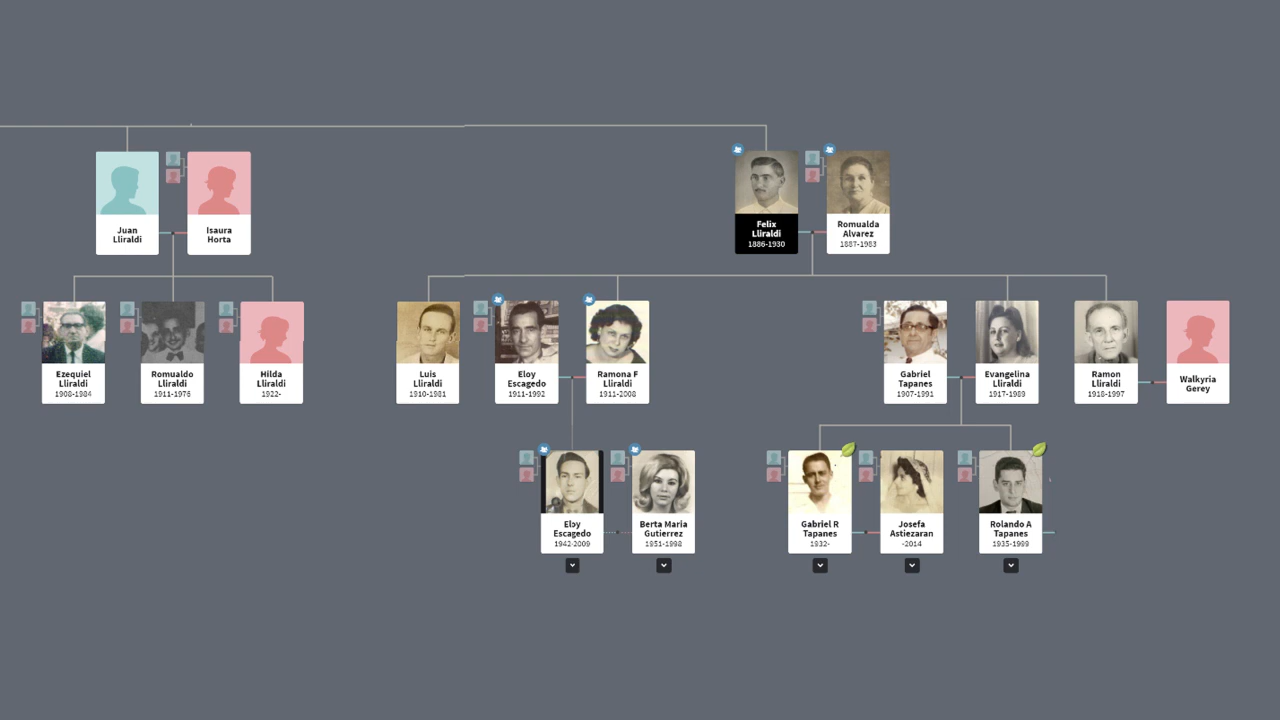 Juan
Lliraldi
Isaura
Horta
Felix
Lliraldi
1886-1930
Romualda
Alvarez
1887-1983
Ezequiel
Lliraldi
1908-1984
Romualdo
Lliraldi
1911-1976
Hilda
Lliraldi
1922-
Luis
Lliraldi
1910-1981
Eloy
Escagedo
1911-1992
Ramona F
Lliraldi
1911-2008
Gabriel
Tapanes
1907-1991
Evangelina
Lliraldi
1917-1989
Ramon
Lliraldi
1918-1997
Walkyria
Gerey
Eloy
Escagedo
1942-2009
Berta Maria
Gutierrez
1951-1998
Gabriel R
Tapanes
1932-
Josefa
Astiezaran
-2014
Rolando A
Tapanes
1935-1999